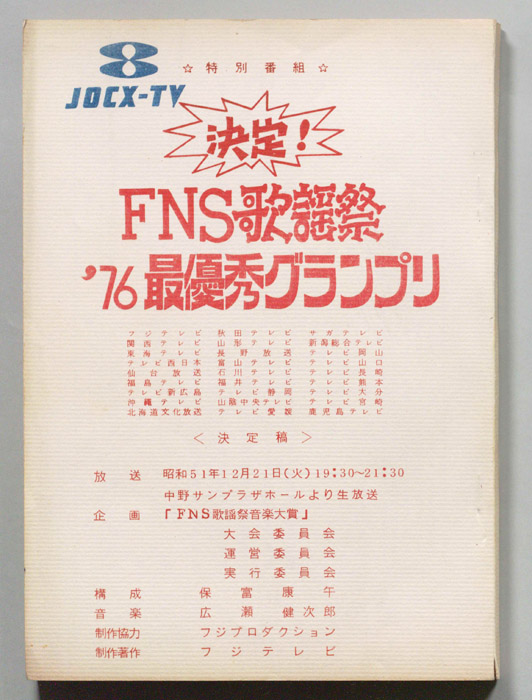 8
JOCX-TV
☆特別番組☆
決定!
FNS歌謡祭
'76最優秀グランプリ
フジテレビ 秋田テレビ サガテレビ
関西テレビ 山形テレビ 新潟総合テレビ
東海テレビ 長野放送 テレビ岡山
テレビ西日本 富山テレビ テレビ山口
仙台放送 石川テレビ テレビ長崎
福島テレビ 福井テレビ テレビ熊本
テレビ新広島 テレビ静岡 テレビ大分
沖縄テレビ 山陰中央テレビ テレビ宮崎
北海道文化放送 テレビ愛媛 鹿児島テレビ
〈決定稿〉
放送 昭和51年12月21日(火)19:30~21:30
中野サンプラザホールより生放送
企画 「FNS歌謡祭音楽大賞」
大会委員会
運営委員会
実行委員会
構成 保富康午
音楽 広瀬健次郎
制作協力 フジプロダクション
制作著作 フジテレビ